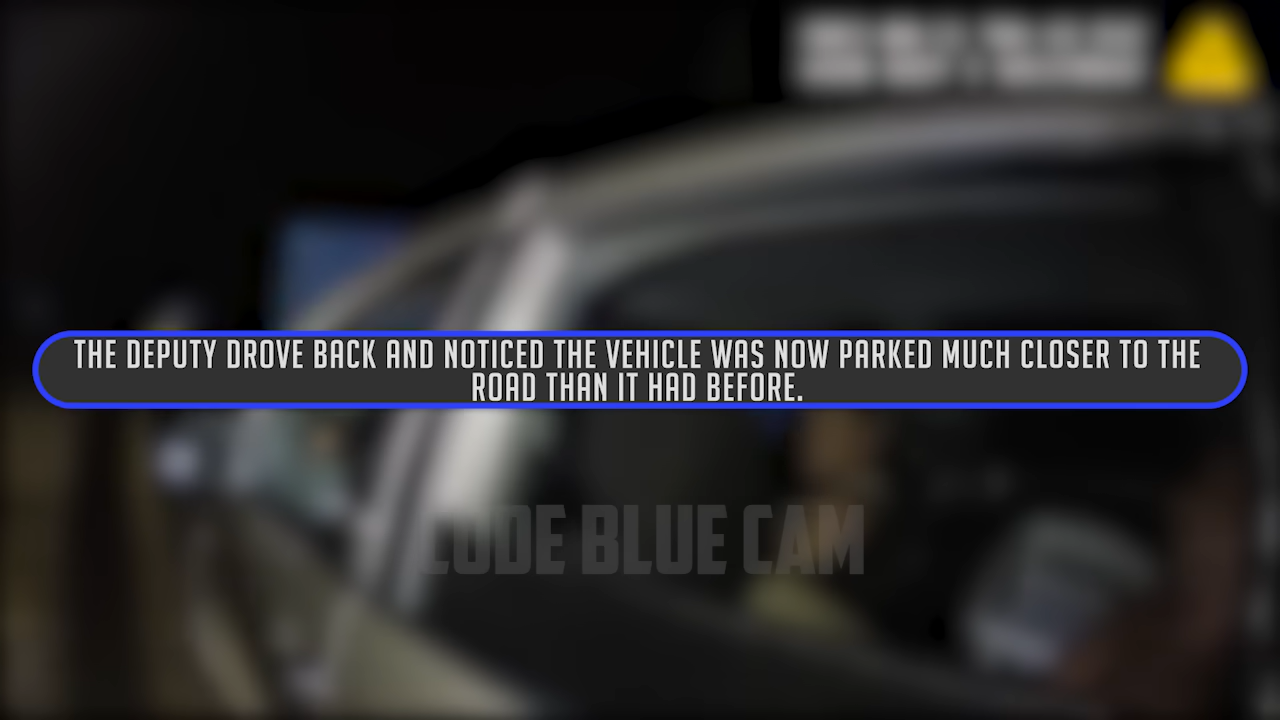 THE DEPUTY DROVE BACK AND NOTICED THE VEHICLE WAS NOW PARKED MUCH CLOSER TO THE
ROAD THAN IT HAD BEFORE.
CODE BLUE CAM